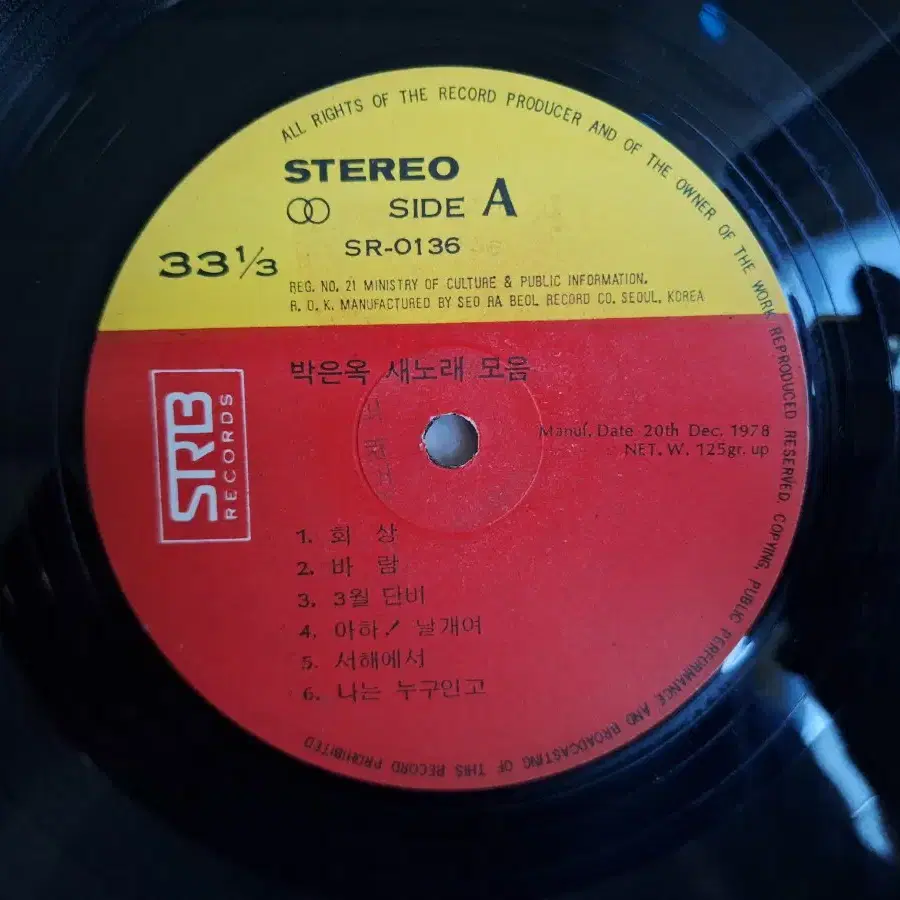 ALL RIGHTS OF THE RECORD PRODUCER AND OF THE OWNER OF THE WORK REPRODUCED RESERVED. COPYING, PUBLIC PERFORMANCE AND BROADCASTING OF THIS RECORD PROHIBITED
STEREO
SIDE A
SR-0136
33⅓
REG. NO. 21 MINISTRY OF CULTURE & PUBLIC INFORMATION.
R. O. K. MANUFACTURED BY SEO RA BEOL RECORD CO. SEOUL, KOREA
박은옥 새노래 모음
SRB
RECORDS
Manuf. Date 20th Dec. 1978
NET. W. 125gr. up
1. 회 상
2. 바 람
3. 3월 단비
4. 아하! 날개여
5. 서해에서
6. 나는 누구인고